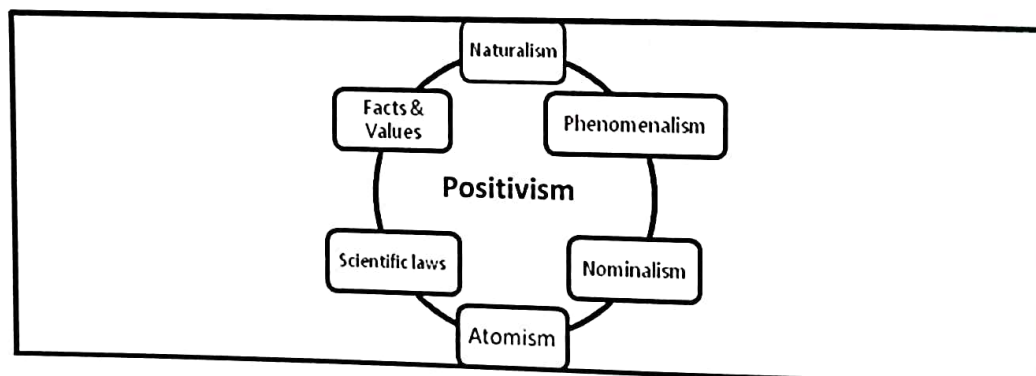 Naturalism
Facts &
Values
Phenomenalism
Positivism
Scientific laws
Nominalism
Atomism